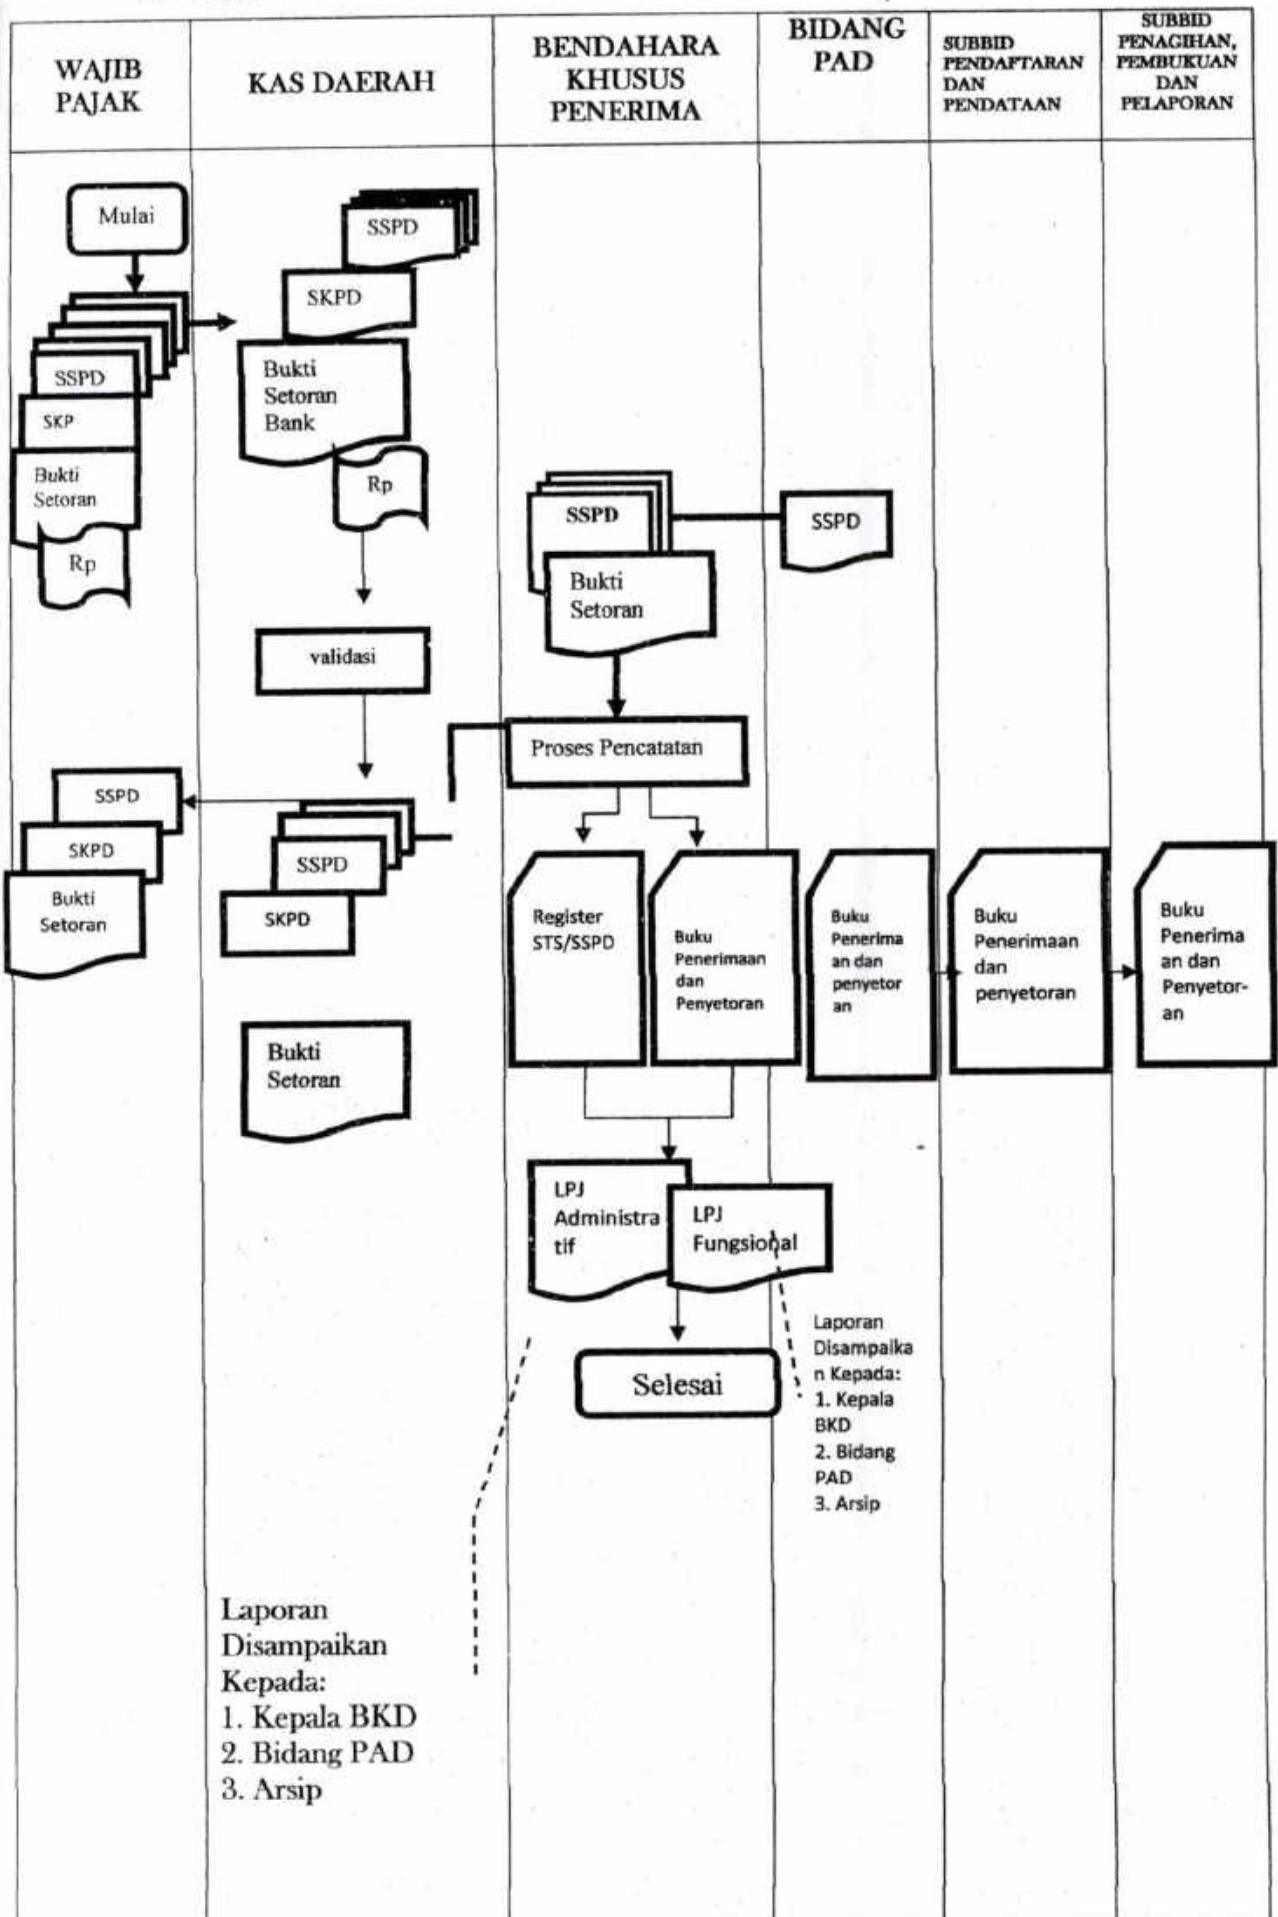 WAJIB
PAJAK
KAS DAERAH
BENDAHARA
KHUSUS
PENERIMA
BIDANG
PAD
SUBBID
PENDAFTARAN
DAN
PENDATAAN
SUBBID
PENAGIHAN,
PEMBUKUAN
DAN
PELAPORAN
Mulai
SSPD
SKP
Bukti
Setoran
Rp
SSPD
SKPD
Bukti
Setoran
Bank
Rp
validasi
SSPD
Bukti
Setoran
SSPD
Proses Pencatatan
SSPD
SKPD
Bukti
Setoran
SSPD
SKPD
Bukti
Setoran
Register
STS/SSPD
Buku
Penerimaan
dan
Penyetoran
Buku
Penerima
an dan
penyetor
an
Buku
Penerimaan
dan
penyetoran
Buku
Penerima
an dan
Penyetor-
an
LPJ
Administra
tif
LPJ
Fungsional
Selesai
Laporan
Disampaika
n Kepada:
1. Kepala
BKD
2. Bidang
PAD
3. Arsip
Laporan
Disampaikan
Kepada:
1. Kepala BKD
2. Bidang PAD
3. Arsip